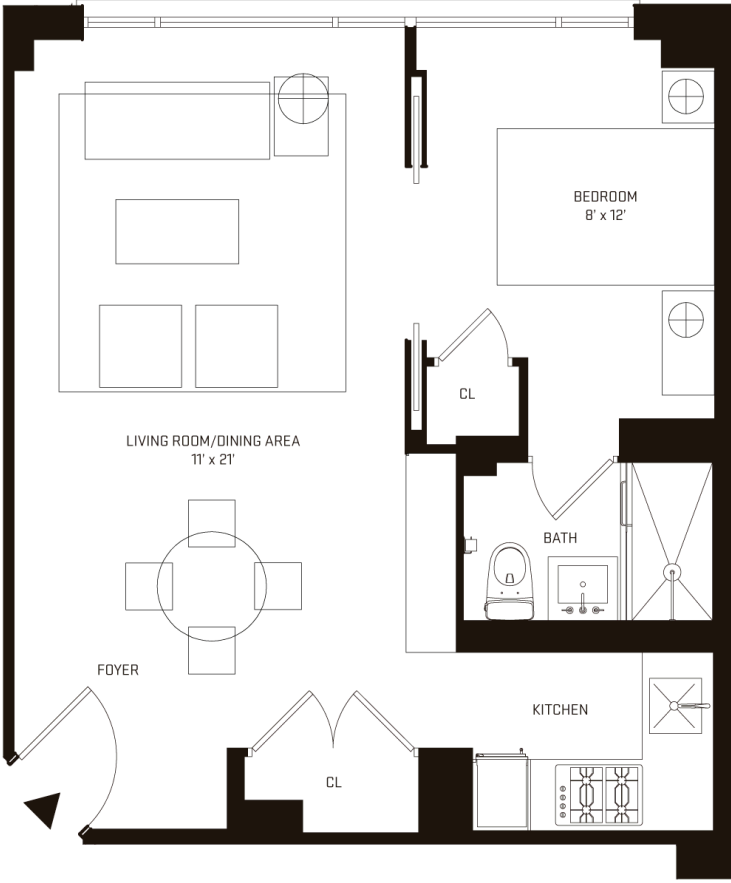 BEDROOM
8' x 12'
CL
LIVING ROOM/DINING AREA
11' x 21'
BATH
FOYER
KITCHEN
CL